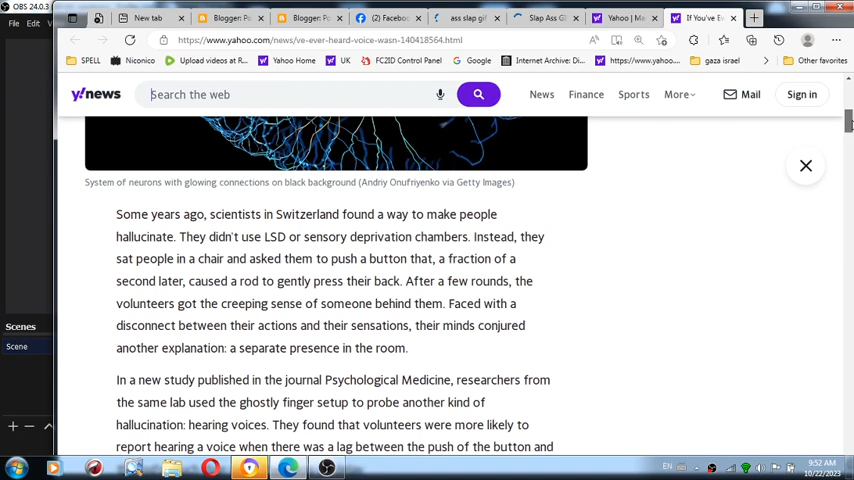 OBS 24.0.3
File
New tab
Blogger: Po
Blogger: Po
(2) Faceboo
ass slap gif
Slap Ass GI
Yahoo | Ma
If You've Ev
https://www.yahoo.com/news/ve-ever-heard-voice-wasn-140418564.html
SPELL
Niconico
Upload videos at R...
Yahoo Home
UK
FC2ID Control Panel
Google
Internet Archive: Di...
https://www.yahoo....
gaza israel
Other favorites
y!news
Search the web
News
Finance
Sports
More
Mail
Sign in
System of neurons with glowing connections on black background (Andriy Onufriyenko via Getty Images)
Some years ago, scientists in Switzerland found a way to make people
hallucinate. They didn't use LSD or sensory deprivation chambers. Instead, they
sat people in a chair and asked them to push a button that, a fraction of a
second later, caused a rod to gently press their back. After a few rounds, the
volunteers got the creeping sense of someone behind them. Faced with a
disconnect between their actions and their sensations, their minds conjured
another explanation: a separate presence in the room.
In a new study published in the journal Psychological Medicine, researchers from
the same lab used the ghostly finger setup to probe another kind of
hallucination: hearing voices. They found that volunteers were more likely to
report hearing a voice when there was a lag between the push of the button and
Scenes
Scene
EN
9:52 AM
10/22/2023